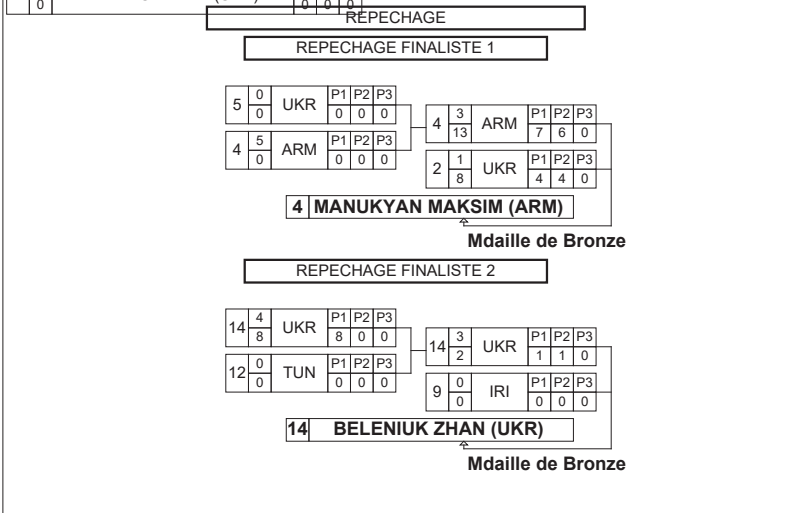 0 0 0 0
REPECHAGE
REPECHAGE FINALISTE 1
5 0 0 UKR P1 P2 P3 0 0 0
4 5 0 ARM P1 P2 P3 0 0 0
4 3 13 ARM P1 P2 P3 7 6 0
2 1 8 UKR P1 P2 P3 4 4 0
4 MANUKYAN MAKSIM (ARM)
Mdaille de Bronze
REPECHAGE FINALISTE 2
14 4 8 UKR P1 P2 P3 8 0 0
12 0 0 TUN P1 P2 P3 0 0 0
14 3 2 UKR P1 P2 P3 1 1 0
9 0 0 IRI P1 P2 P3 0 0 0
14 BELENIUK ZHAN (UKR)
Mdaille de Bronze